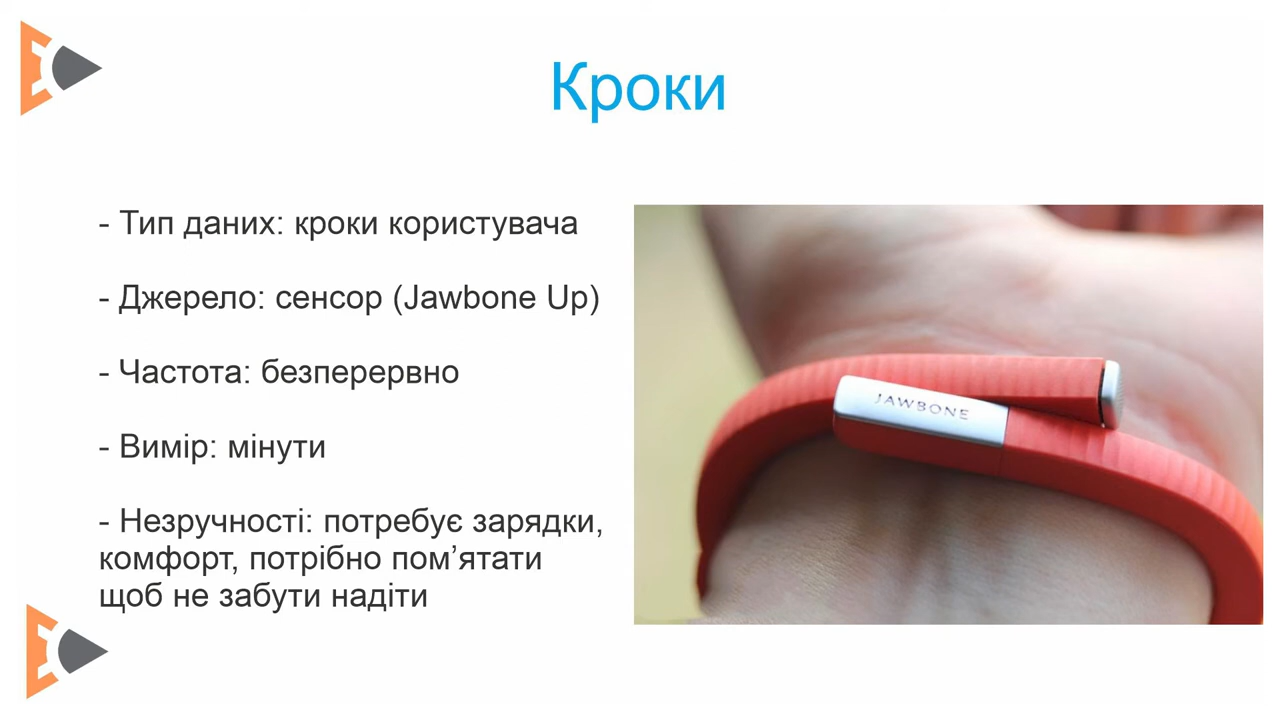 Кроки
- Тип даних: кроки користувача
- Джерело: сенсор (Jawbone Up)
- Частота: безперервно
- Вимір: мінути
- Незручності: потребує зарядки,
комфорт, потрібно пом’ятати
щоб не забути надіти
JAWBONE